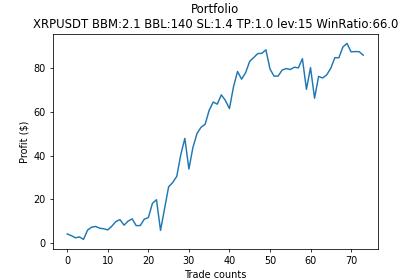 Portfolio
XRPUSDT BBM:2.1 BBL:140 SL:1.4 TP:1.0 lev:15 WinRatio:66.0
80
60
40
20
0
Profit ($)
0 10 20 30 40 50 60 70
Trade counts